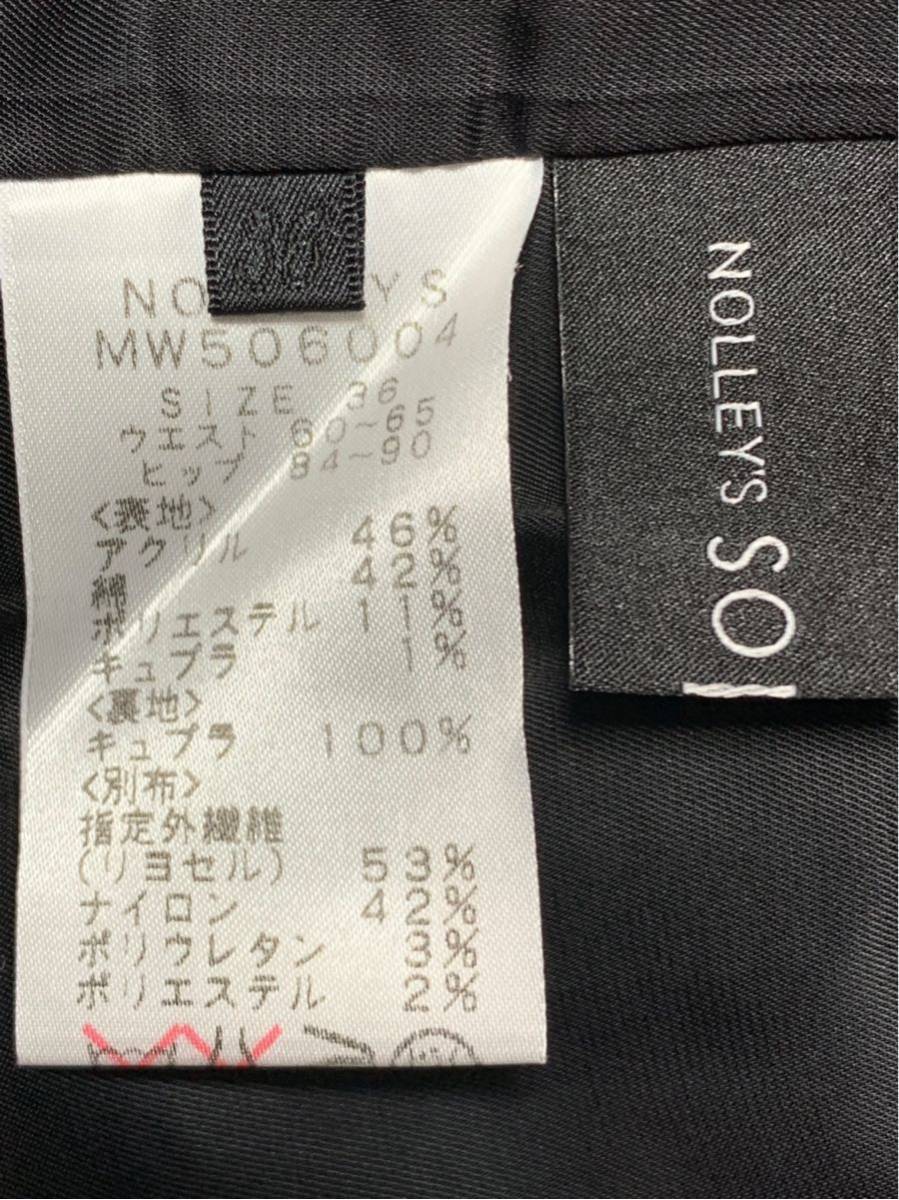 36
NOLLEY'S SO
MW506004
SIZE 36
ウエスト 60~65
ヒップ 84~90
<表地>
アクリル 46%
綿 42%
ポリエステル 11%
キュプラ 1%
<裏地>
キュプラ 100%
<別布>
指定外繊維
(リヨセル) 53%
ナイロン 42%
ポリウレタン 3%
ポリエステル 2%